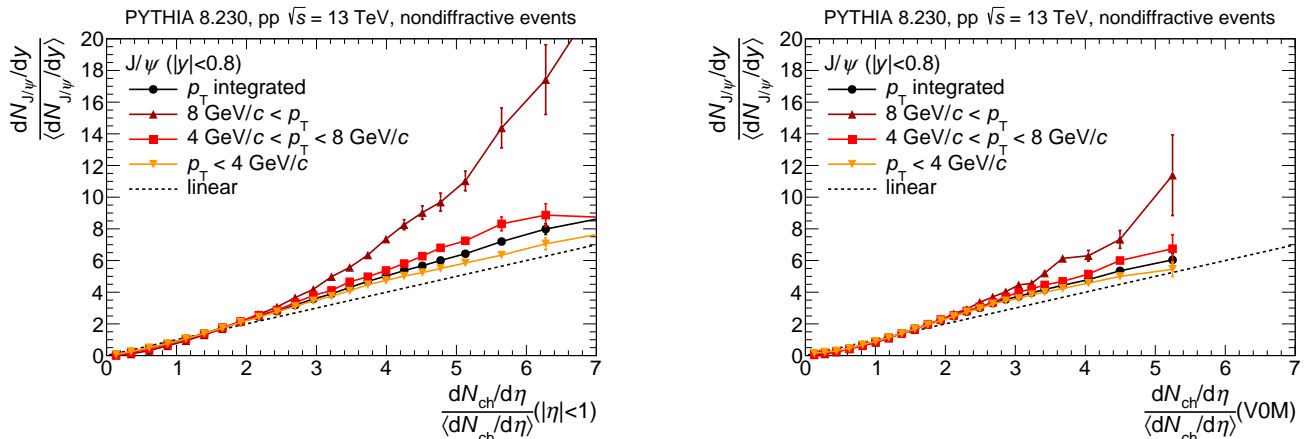 PYTHIA 8.230, pp √s = 13 TeV, nondiffractive events
dN_J/ψ/dy
⟨dN_J/ψ/dy⟩
20
18
16
14
12
10
8
6
4
2
0
J/ψ (|y|<0.8)
p_T integrated
8 GeV/c < p_T
4 GeV/c < p_T < 8 GeV/c
p_T < 4 GeV/c
linear
0 1 2 3 4 5 6 7
dN_ch/dη
⟨dN_ch/dη⟩ (|η|<1)
PYTHIA 8.230, pp √s = 13 TeV, nondiffractive events
dN_J/ψ/dy
⟨dN_J/ψ/dy⟩
20
18
16
14
12
10
8
6
4
2
0
J/ψ (|y|<0.8)
p_T integrated
8 GeV/c < p_T
4 GeV/c < p_T < 8 GeV/c
p_T < 4 GeV/c
linear
0 1 2 3 4 5 6 7
dN_ch/dη
⟨dN_ch/dη⟩ (V0M)